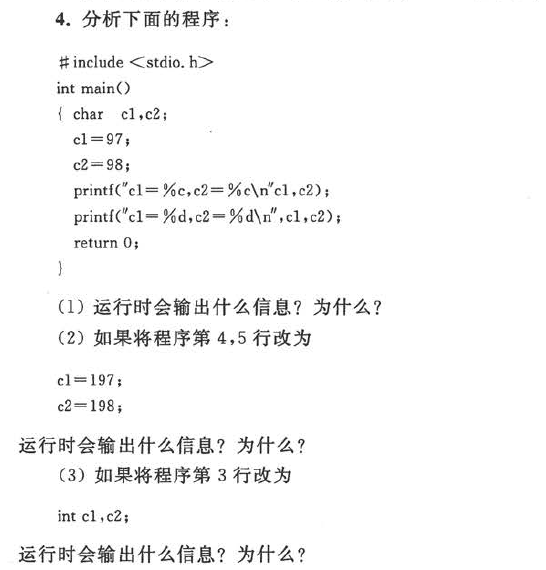 4. 分析下面的程序：
#include <stdio.h>
int main()
{ char c1,c2;
c1=97;
c2=98;
printf("c1=%c,c2=%c\n"c1,c2);
printf("c1=%d,c2=%d\n",c1,c2);
return 0;
}
(1) 运行时会输出什么信息？为什么？
(2) 如果将程序第 4,5 行改为
c1=197;
c2=198;
运行时会输出什么信息？为什么？
(3) 如果将程序第 3 行改为
int c1,c2;
运行时会输出什么信息？为什么？